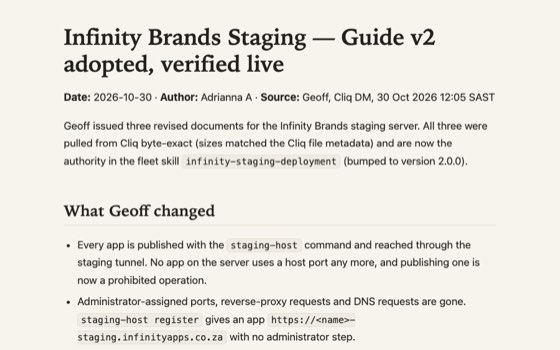 Infinity Brands Staging — Guide v2
adopted, verified live
Date: 2026-10-30 · Author: Adrianna A · Source: Geoff, Cliq DM, 30 Oct 2026 12:05 SAST
Geoff issued three revised documents for the Infinity Brands staging server. All three were
pulled from Cliq byte-exact (sizes matched the Cliq file metadata) and are now the
authority in the fleet skill infinity-staging-deployment (bumped to version 2.0.0).
What Geoff changed
• Every app is published with the staging-host command and reached through the
staging tunnel. No app on the server uses a host port any more, and publishing one is
now a prohibited operation.
• Administrator-assigned ports, reverse-proxy requests and DNS requests are gone.
staging-host register gives an app https://<name>-
staging.infinityapps.co.za with no administrator step.